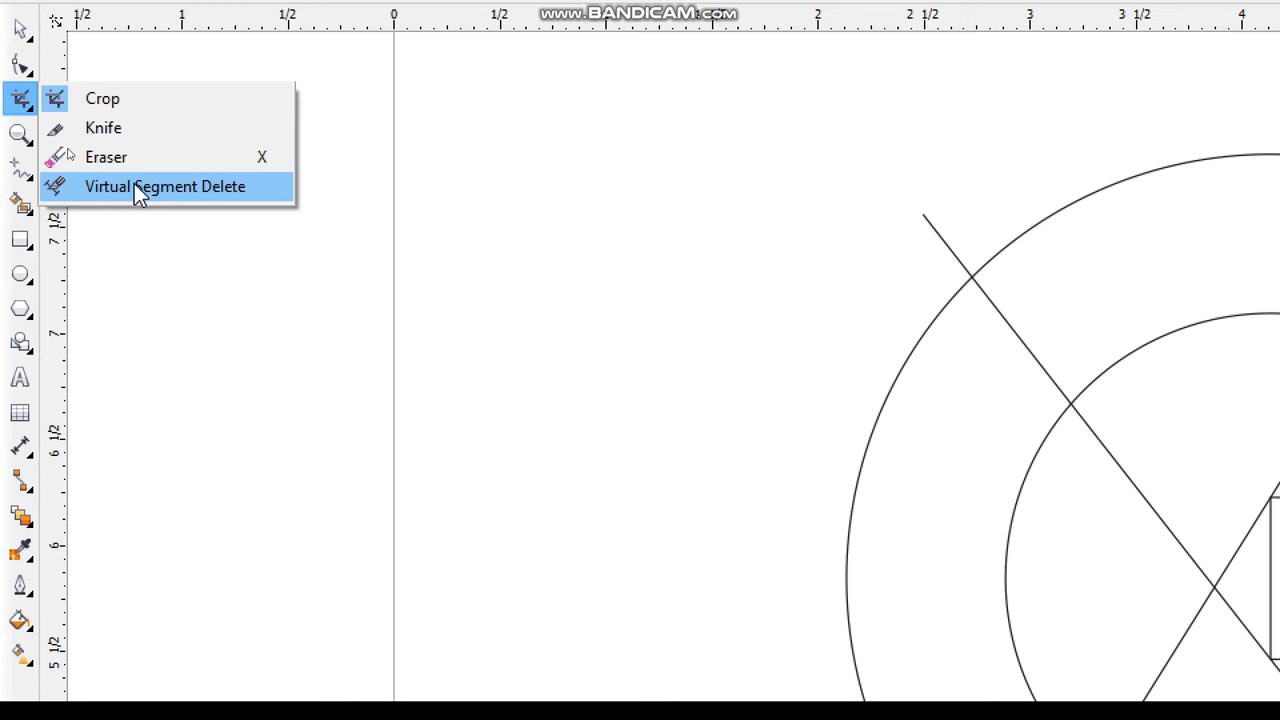 www.BANDICAM.com
1/2 1 1/2 0 1/2 2 2 1/2 3 3 1/2 4
Crop
Knife
Eraser X
Virtual Segment Delete
1/2
7
7
1/2
6
6
1/2
5